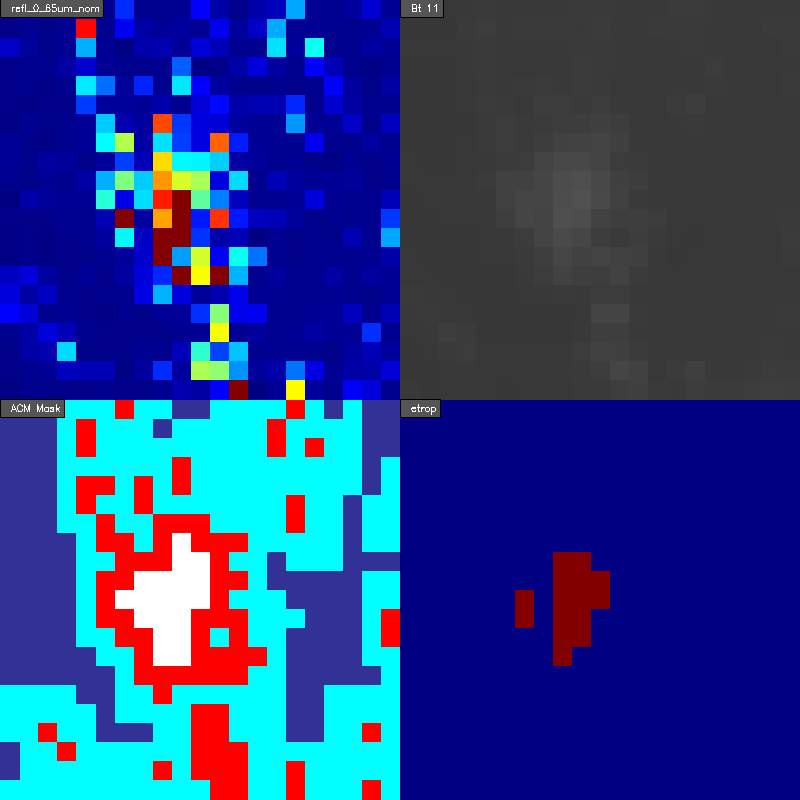 refl_0_65um_nom
Bt 11
ACM Mask
etrop